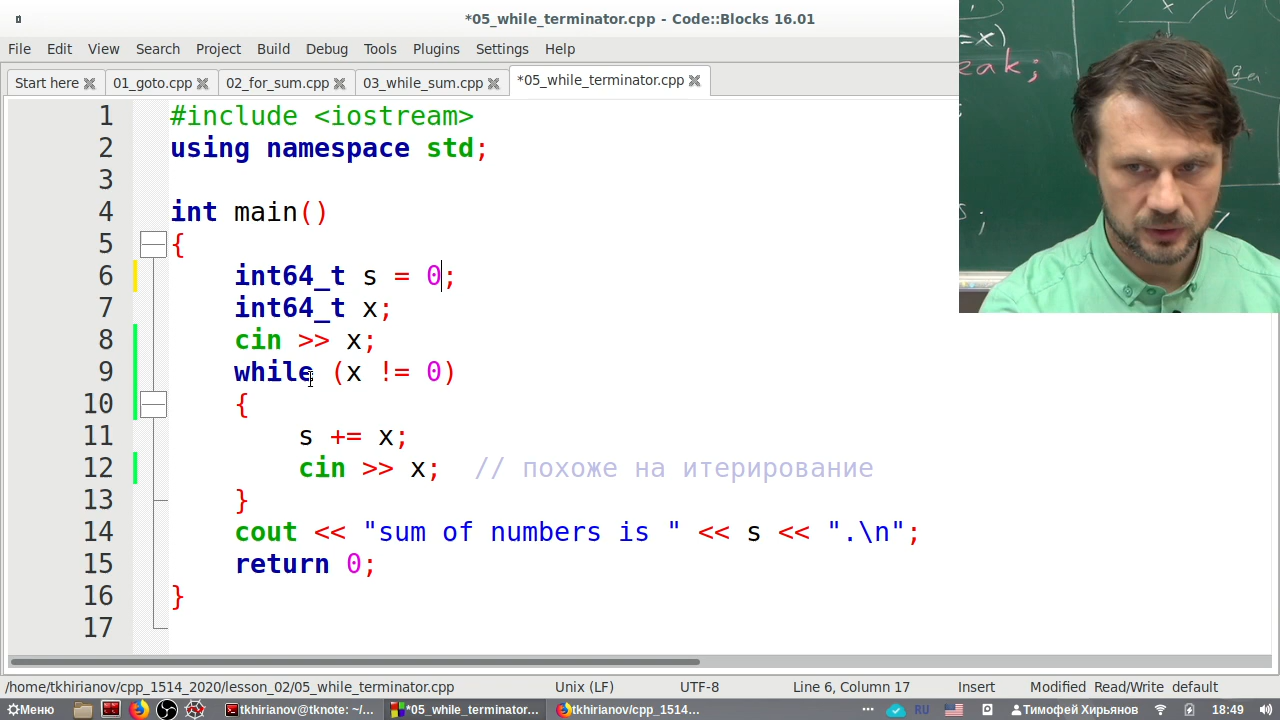 *05_while_terminator.cpp - Code::Blocks 16.01
File Edit View Search Project Build Debug Tools Plugins Settings Help
Start here 01_goto.cpp 02_for_sum.cpp 03_while_sum.cpp *05_while_terminator.cpp
1 #include <iostream>
2 using namespace std;
3
4 int main()
5 {
6 int64_t s = 0;
7 int64_t x;
8 cin >> x;
9 while (x != 0)
10 {
11 s += x;
12 cin >> x; // похоже на итерирование
13 }
14 cout << "sum of numbers is " << s << ".\n";
15 return 0;
16 }
17
=x)
eak;
/home/tkhirianov/cpp_1514_2020/lesson_02/05_while_terminator.cpp Unix (LF) UTF-8 Line 6, Column 17 Insert Modified Read/Write default
Меню tkhirianov@tknote: ~/... *05_while_terminator... tkhirianov/cpp_1514... ••• RU Тимофей Хирьянов 18:49